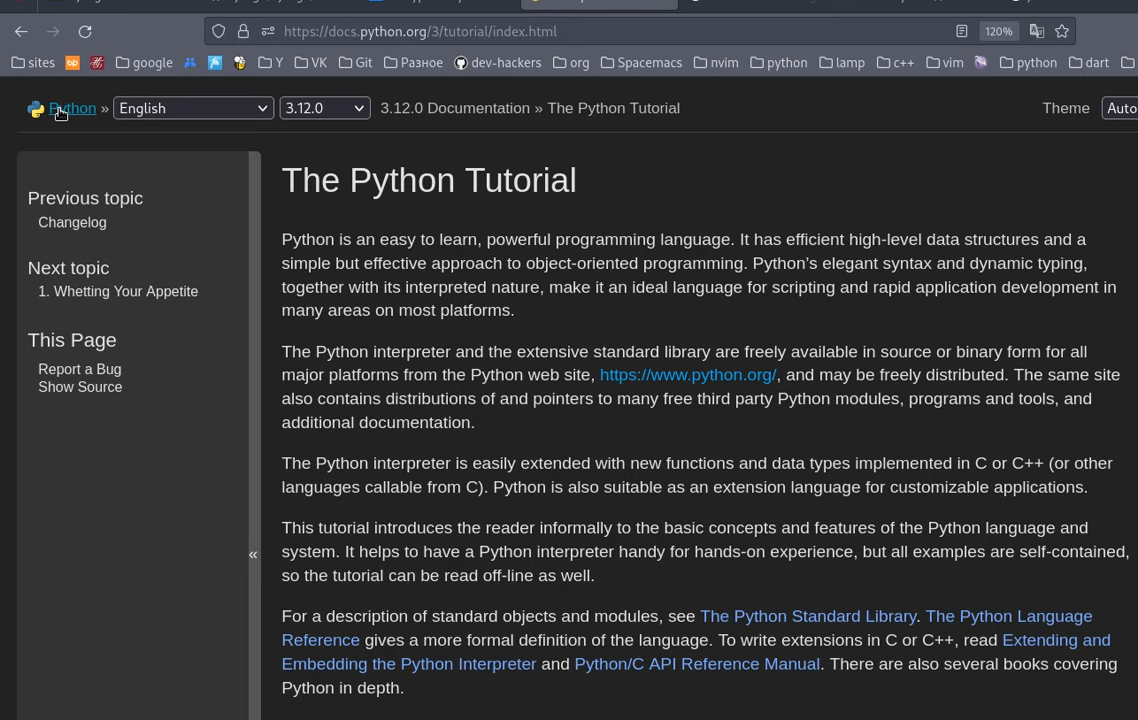 https://docs.python.org/3/tutorial/index.html
120%
sites
google
Y
VK
Git
Разное
dev-hackers
org
Spacemacs
nvim
python
lamp
c++
vim
python
dart
Python » English 3.12.0 3.12.0 Documentation » The Python Tutorial
Theme Auto
Previous topic
Changelog
Next topic
1. Whetting Your Appetite
This Page
Report a Bug
Show Source
«
The Python Tutorial
Python is an easy to learn, powerful programming language. It has efficient high-level data structures and a
simple but effective approach to object-oriented programming. Python's elegant syntax and dynamic typing,
together with its interpreted nature, make it an ideal language for scripting and rapid application development in
many areas on most platforms.
The Python interpreter and the extensive standard library are freely available in source or binary form for all
major platforms from the Python web site, https://www.python.org/, and may be freely distributed. The same site
also contains distributions of and pointers to many free third party Python modules, programs and tools, and
additional documentation.
The Python interpreter is easily extended with new functions and data types implemented in C or C++ (or other
languages callable from C). Python is also suitable as an extension language for customizable applications.
This tutorial introduces the reader informally to the basic concepts and features of the Python language and
system. It helps to have a Python interpreter handy for hands-on experience, but all examples are self-contained,
so the tutorial can be read off-line as well.
For a description of standard objects and modules, see The Python Standard Library. The Python Language
Reference gives a more formal definition of the language. To write extensions in C or C++, read Extending and
Embedding the Python Interpreter and Python/C API Reference Manual. There are also several books covering
Python in depth.